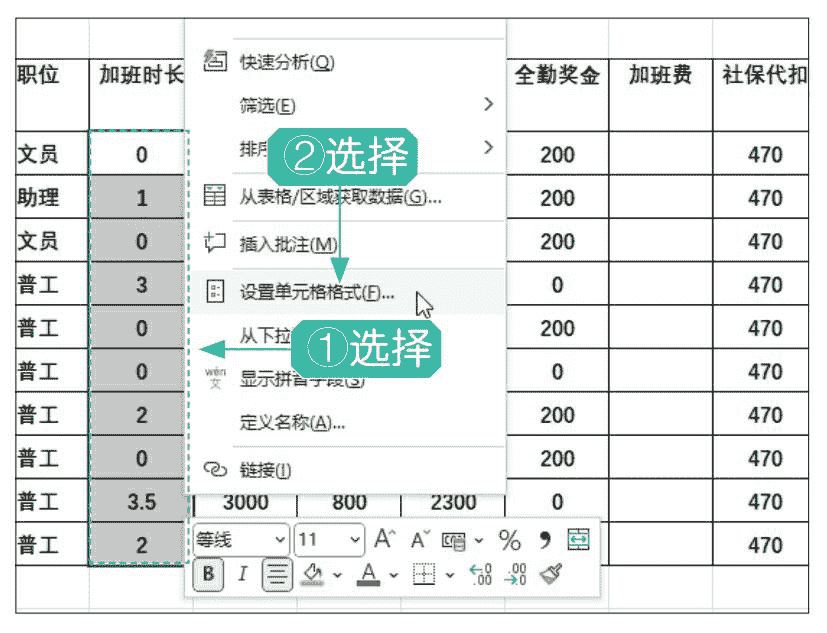 职位 加班时长 全勤奖金 加班费 社保代扣
快速分析(Q)
筛选(E)
排序
②选择
从表格/区域获取数据(G)...
插入批注(M)
设置单元格格式(F)...
从下拉
①选择
wén
文
显示拼音字段(S)
定义名称(A)...
链接(I)
文员 0 200 470
助理 1 200 470
文员 0 200 470
普工 3 0 470
普工 0 200 470
普工 0 0 470
普工 2 200 470
普工 0 200 470
普工 3.5 3000 800 2300 0 470
普工 2 470
等线 11 A A % ,
B I A .00 .00